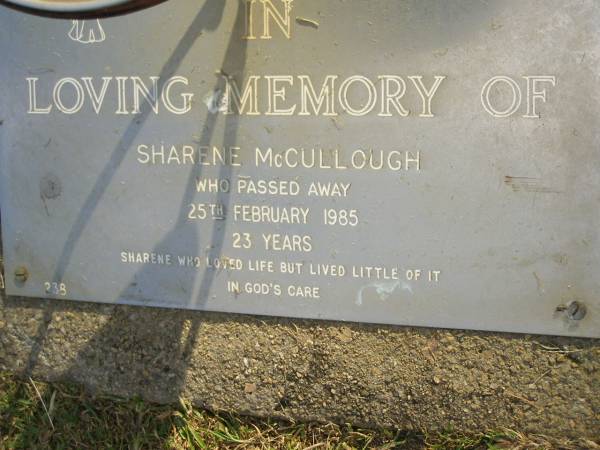 IN
LOVING MEMORY OF
SHARENE McCULLOUGH
WHO PASSED AWAY
25TH FEBRUARY 1985
23 YEARS
SHARENE WHO LOVED LIFE BUT LIVED LITTLE OF IT
IN GOD'S CARE
238